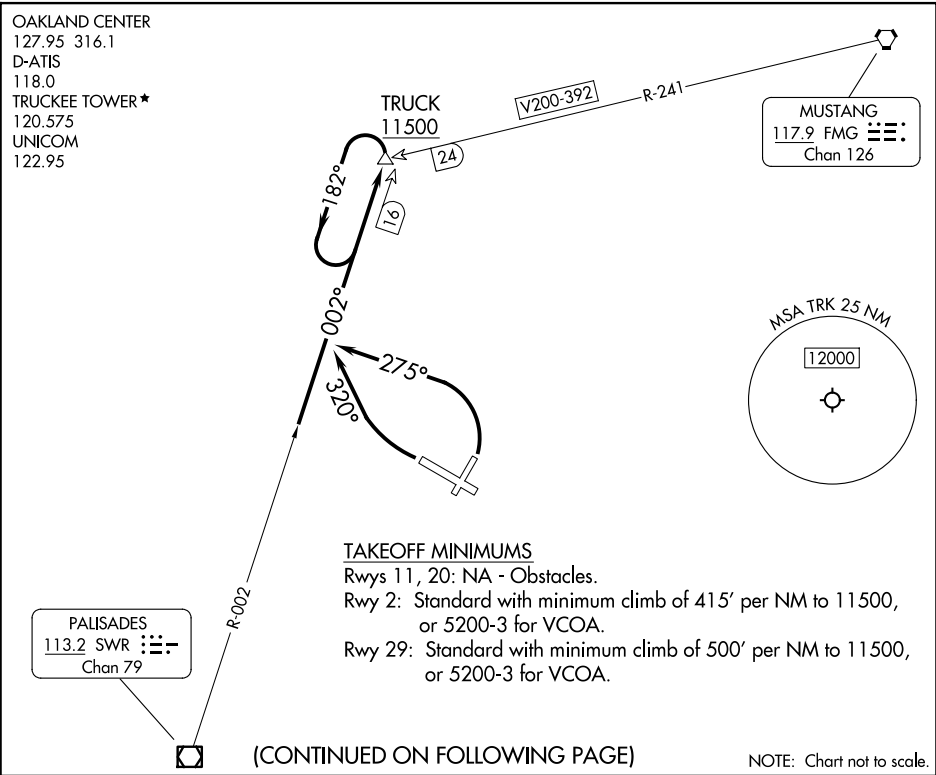 OAKLAND CENTER
127.95 316.1
D-ATIS
118.0
TRUCKEE TOWER★
120.575
UNICOM
122.95
TRUCK
11500
V200-392
R-241
24
MUSTANG
117.9 FMG
Chan 126
182°
16
002°
275°
320°
MSA TRK 25 NM
12000
R-002
PALISADES
113.2 SWR
Chan 79
TAKEOFF MINIMUMS
Rwys 11, 20: NA - Obstacles.
Rwy 2: Standard with minimum climb of 415' per NM to 11500,
or 5200-3 for VCOA.
Rwy 29: Standard with minimum climb of 500' per NM to 11500,
or 5200-3 for VCOA.
(CONTINUED ON FOLLOWING PAGE)
NOTE: Chart not to scale.